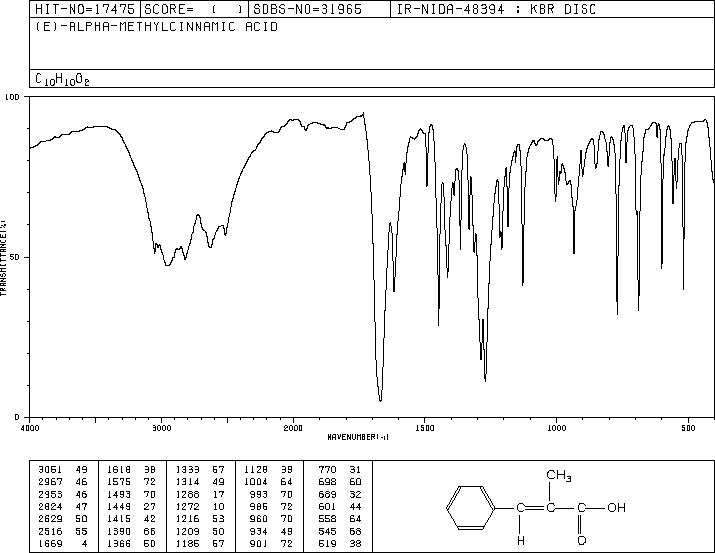 HIT-NO=17475 SCORE= ( ) SDBS-NO=31965 IR-NIDA-48394 : KBR DISC
(E)-ALPHA-METHYLCINNAMIC ACID
C10H10O2
100
50
0
TRANSMITTANCE(%)
4000 3000 2000 1500 1000 500
WAVENUMBER(-1)
3061 49 1618 38 1333 57 1128 39 770 31
2967 46 1575 72 1314 49 1004 64 698 60
2953 46 1493 70 1288 17 993 70 689 32
2824 47 1449 27 1272 10 986 72 601 44
2629 50 1415 42 1216 53 960 70 558 64
2516 55 1390 66 1209 50 934 49 545 68
1669 4 1366 50 1185 57 901 72 519 38
CH3
C C C OH
H O